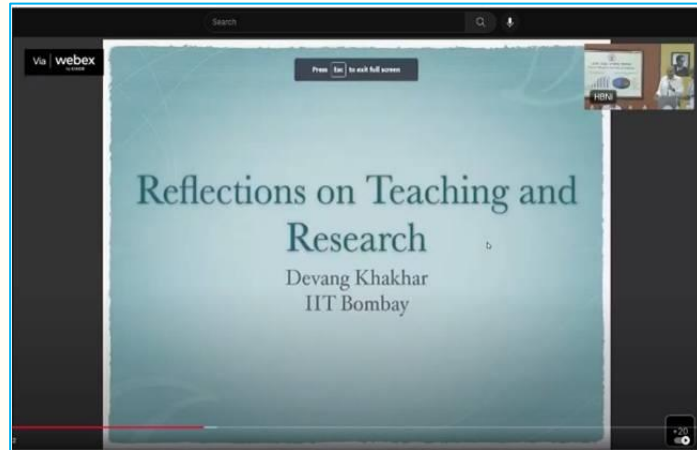 Search
Via | webex
Press Esc to exit full screen
HBNI
Reflections on Teaching and
Research
Devang Khakhar
IIT Bombay
+20